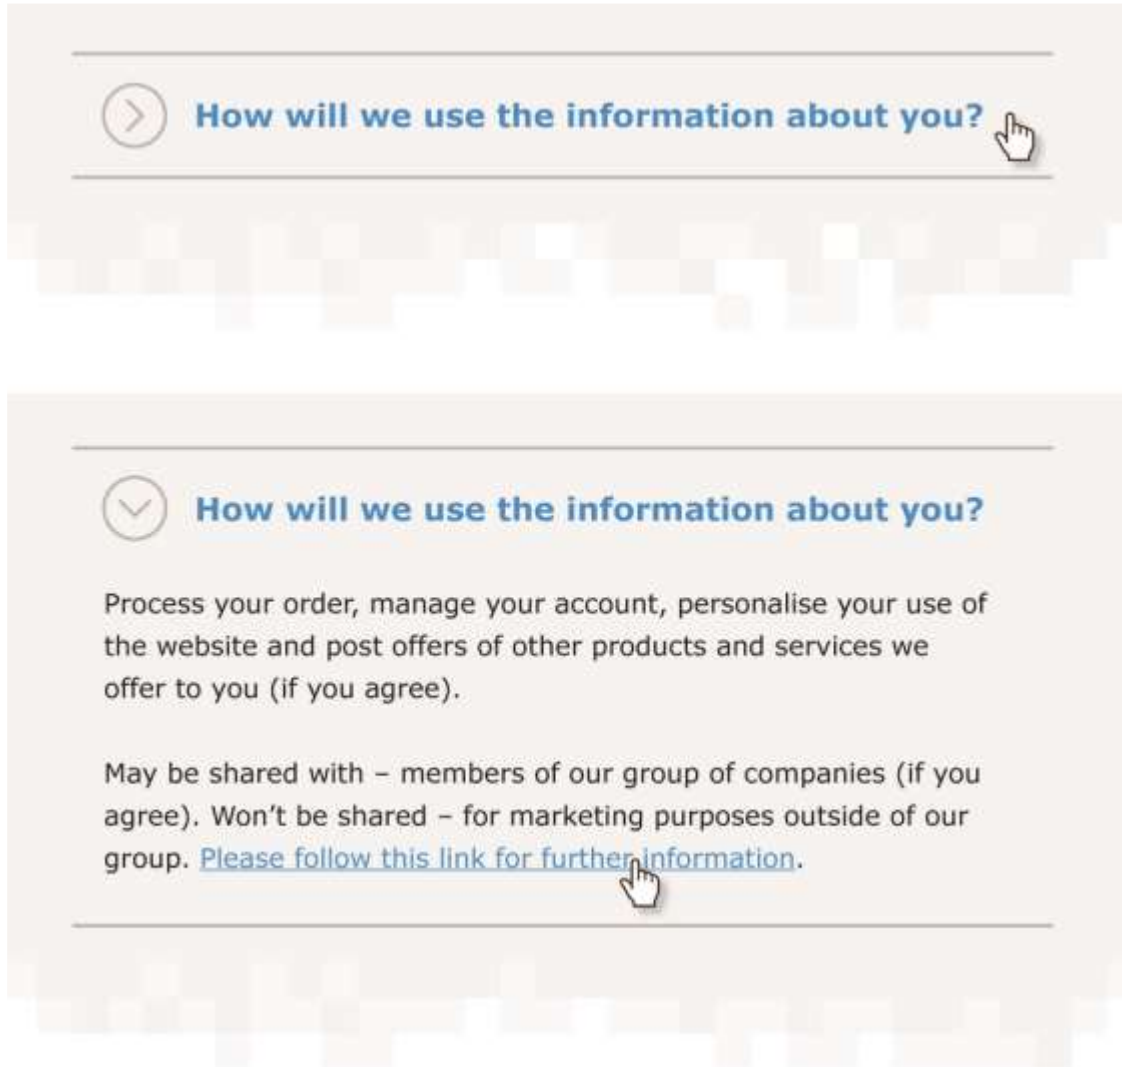 How will we use the information about you?
How will we use the information about you?
Process your order, manage your account, personalise your use of
the website and post offers of other products and services we
offer to you (if you agree).
May be shared with – members of our group of companies (if you
agree). Won’t be shared – for marketing purposes outside of our
group. Please follow this link for further information.